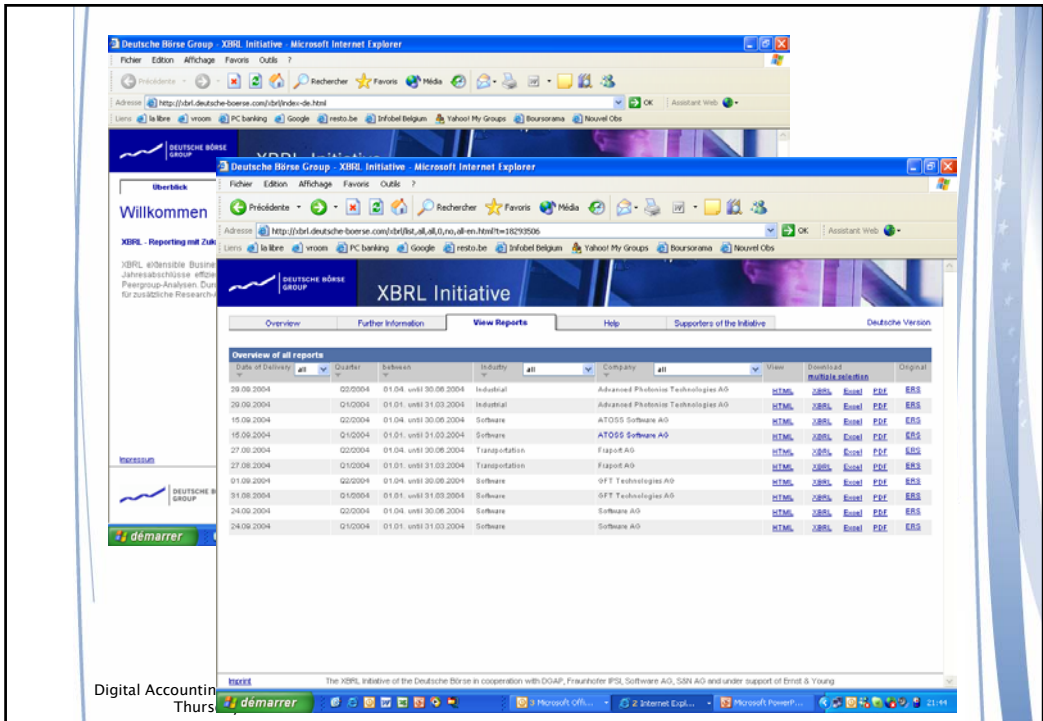 Deutsche Börse Group - XBRL Initiative - Microsoft Internet Explorer
Fichier Edition Affichage Favoris Outils ?
Précédente Rechercher Favoris Média
Adresse http://xbrl.deutsche-boerse.com/xbrl/index-de.html OK Assistant Web
Liens la libre vroom PC banking Google resto.be Infobel Belgium Yahoo! My Groups Boursorama Nouvel Obs
DEUTSCHE BÖRSE
GROUP
Überblick
Willkommen
XBRL - Reporting mit
XBRL eXtensible
Jahresabschlüsse
Peergroup-Analysen.
für zusätzliche
Impressum
DEUTSCHE
GROUP
démarrer
Deutsche Börse Group - XBRL Initiative - Microsoft Internet Explorer
Fichier Edition Affichage Favoris Outils ?
Précédente Rechercher Favoris Média
Adresse http://xbrl.deutsche-boerse.com/xbrl/list,all,all,0,no,all-en.html?t=18293506 OK Assistant Web
Liens la libre vroom PC banking Google resto.be Infobel Belgium Yahoo! My Groups Boursorama Nouvel Obs
DEUTSCHE BÖRSE
GROUP
XBRL Initiative
Overview Further Information View Reports Help Supporters of the Initiative Deutsche Version
Overview of all reports
Date of Delivery all Quarter between Industry all Company all View Download Original
multiple selection
29.09.2004 Q2/2004 01.04. until 30.06.2004 Industrial Advanced Photonics Technologies AG HTML XBRL Excel PDF ERS
29.09.2004 Q1/2004 01.01. until 31.03.2004 Industrial Advanced Photonics Technologies AG HTML XBRL Excel PDF ERS
15.09.2004 Q2/2004 01.04. until 30.06.2004 Software ATOSS Software AG HTML XBRL Excel PDF ERS
15.09.2004 Q1/2004 01.01. until 31.03.2004 Software ATOSS Software AG HTML XBRL Excel PDF ERS
27.08.2004 Q2/2004 01.04. until 30.06.2004 Transportation Fraport AG HTML XBRL Excel PDF ERS
27.08.2004 Q1/2004 01.01. until 31.03.2004 Transportation Fraport AG HTML XBRL Excel PDF ERS
01.09.2004 Q2/2004 01.04. until 30.06.2004 Software GFT Technologies AG HTML XBRL Excel PDF ERS
31.08.2004 Q1/2004 01.01. until 31.03.2004 Software GFT Technologies AG HTML XBRL Excel PDF ERS
24.09.2004 Q2/2004 01.04. until 30.06.2004 Software Software AG HTML XBRL Excel PDF ERS
24.09.2004 Q1/2004 01.01. until 31.03.2004 Software Software AG HTML XBRL Excel PDF ERS
Imprint The XBRL Initiative of the Deutsche Börse in cooperation with DGAP, Fraunhofer IPSI, Software AG, S&N AG and under support of Ernst & Young
démarrer 3 Microsoft Offi... 2 Internet Expl... Microsoft PowerP... 21:44
Digital